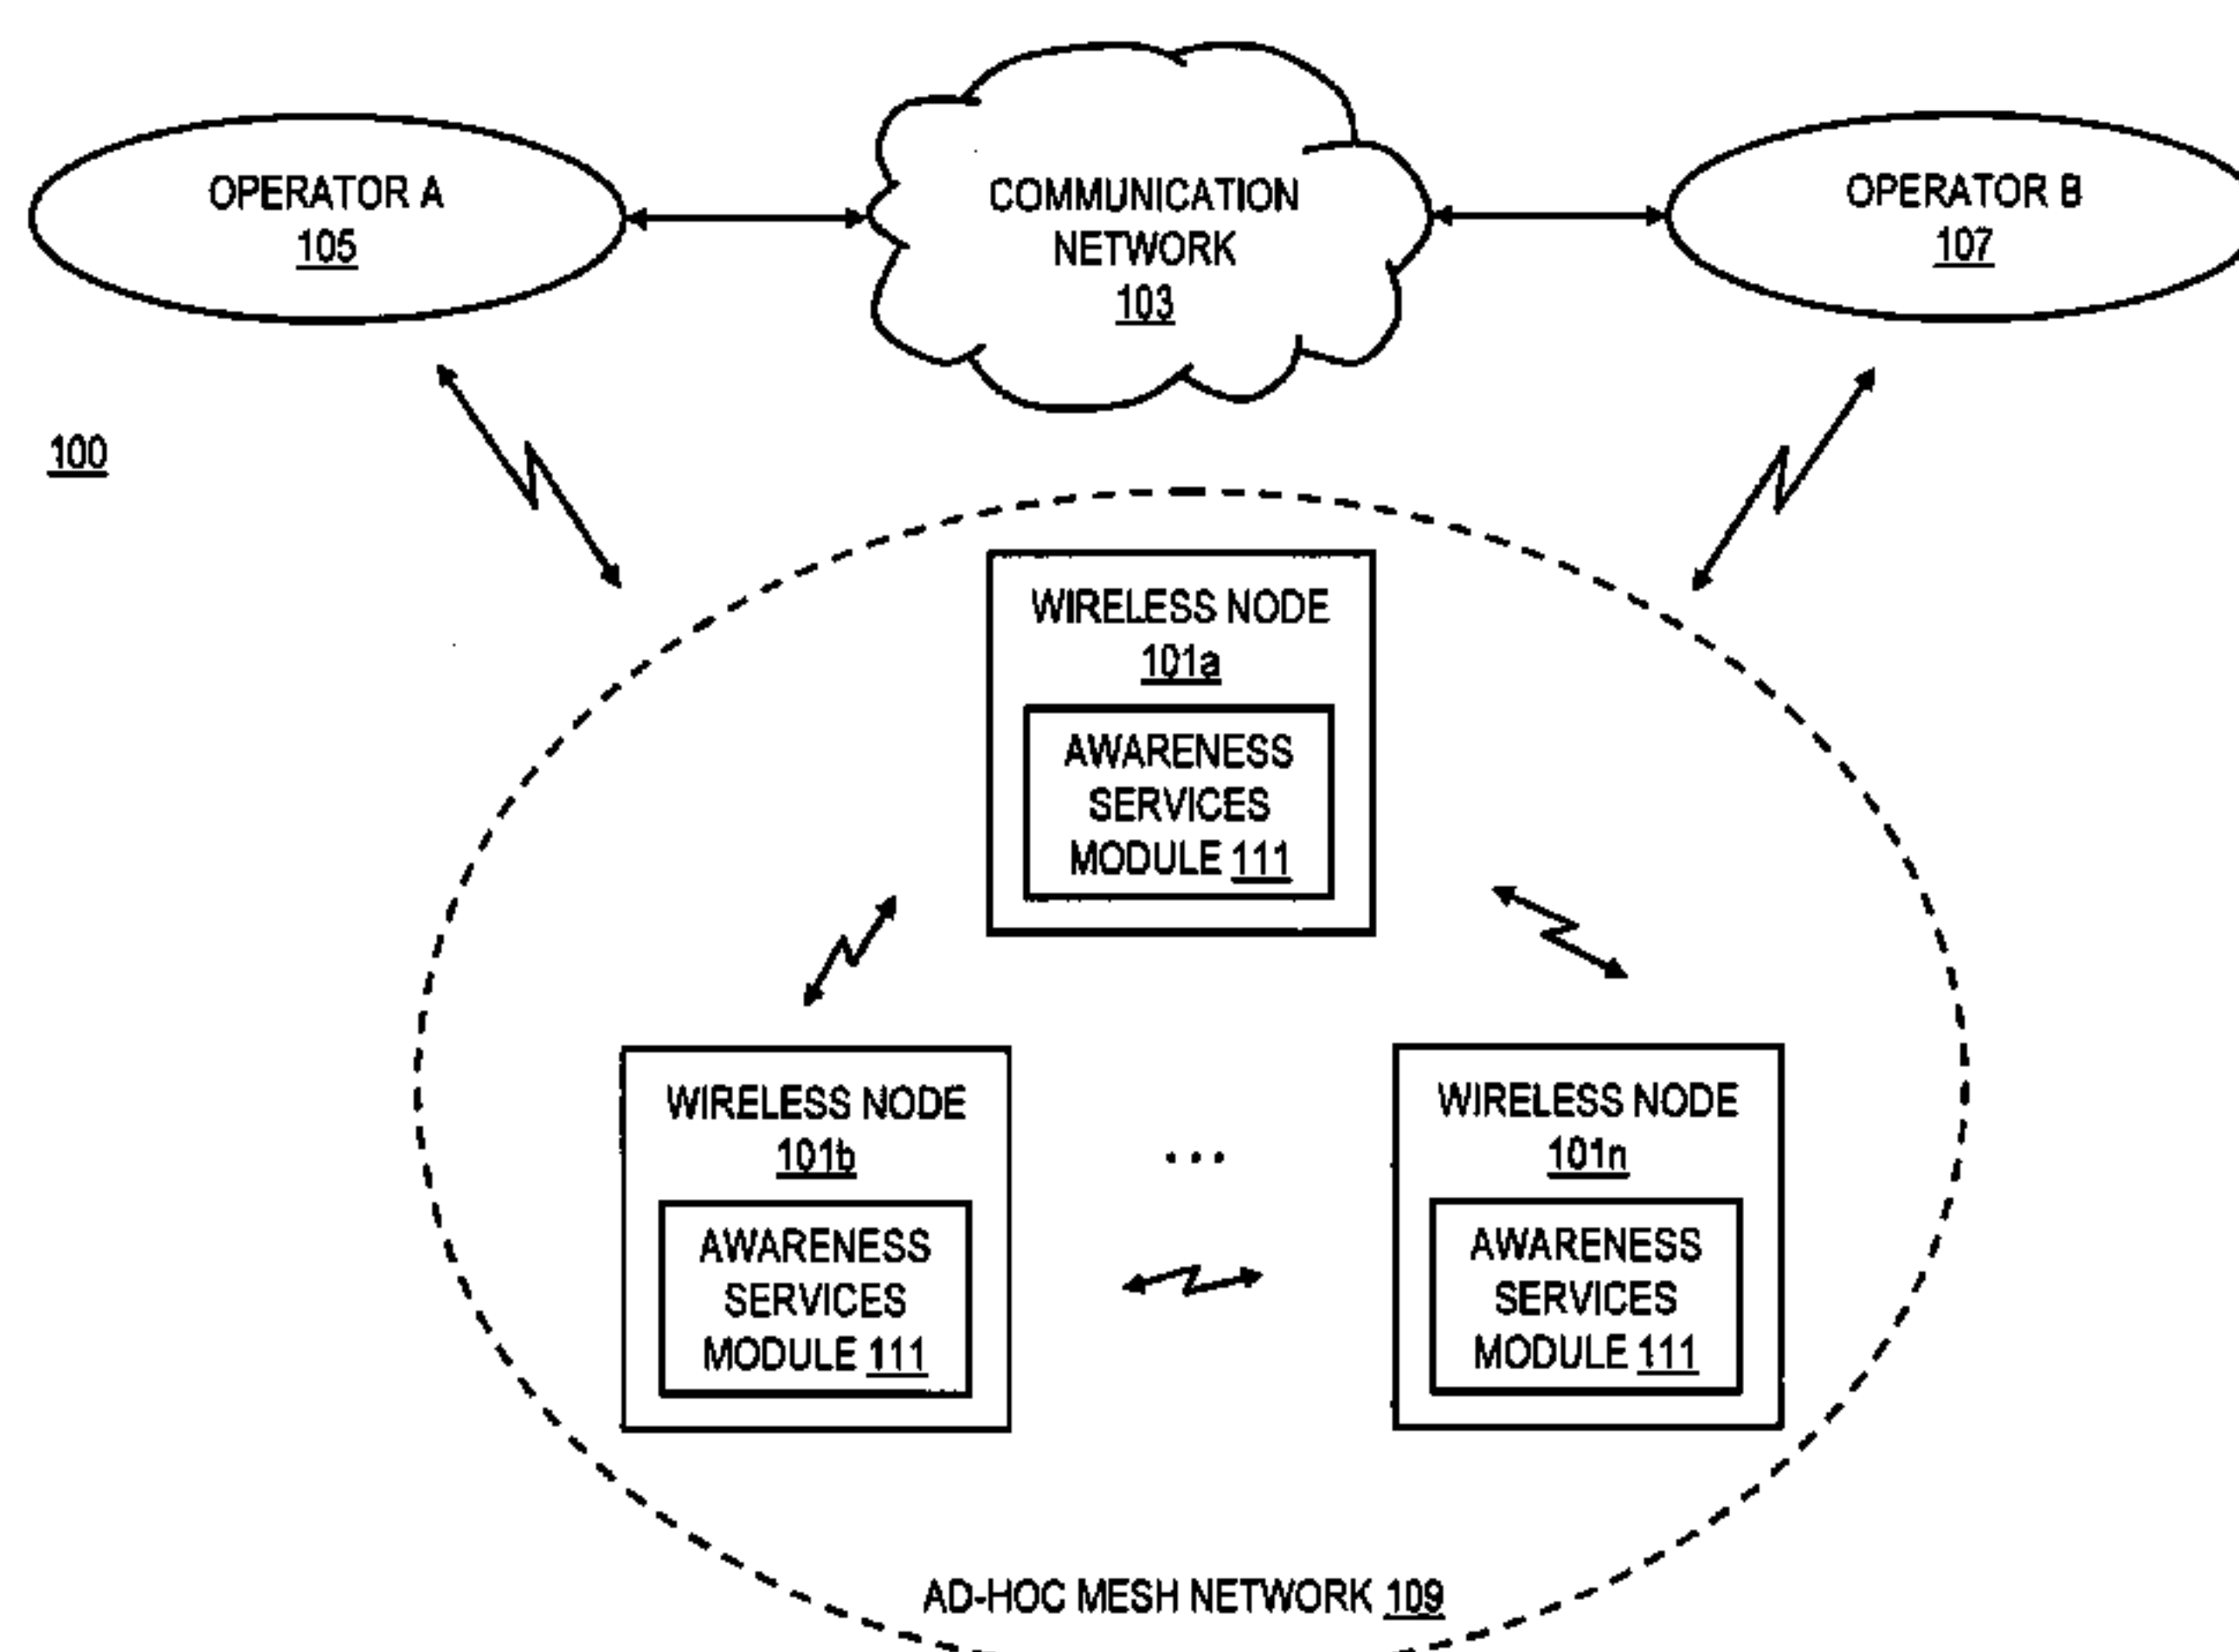 OPERATOR A
105
COMMUNICATION
NETWORK
103
OPERATOR B
107
100
WIRELESS NODE
101a
AWARENESS
SERVICES
MODULE 111
WIRELESS NODE
101b
AWARENESS
SERVICES
MODULE 111
...
WIRELESS NODE
101n
AWARENESS
SERVICES
MODULE 111
AD-HOC MESH NETWORK 109